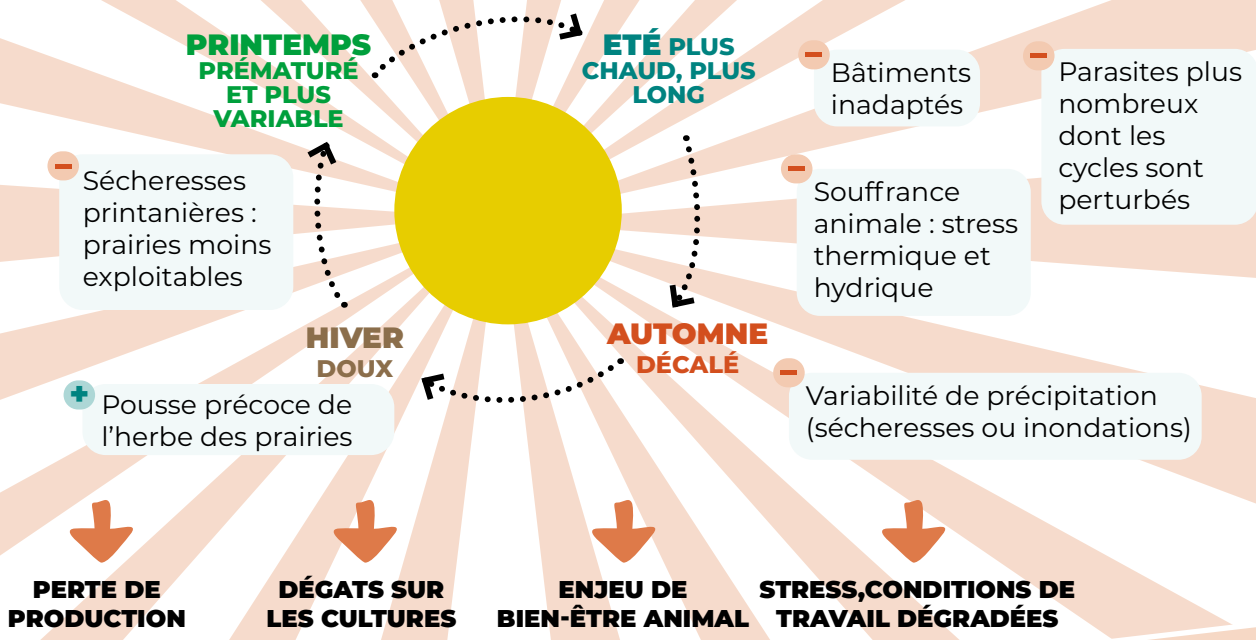 PRINTEMPS
PRÉMATURÉ
ET PLUS
VARIABLE
ETÉ PLUS
CHAUD, PLUS
LONG
Bâtiments
inadaptés
Parasites plus
nombreux
dont les
cycles sont
perturbés
Sécheresses
printanières :
prairies moins
exploitables
Souffrance
animale : stress
thermique et
hydrique
HIVER
DOUX
AUTOMNE
DÉCALÉ
Pousse précoce de
l'herbe des prairies
Variabilité de précipitation
(sécheresses ou inondations)
PERTE DE
PRODUCTION
DÉGATS SUR
LES CULTURES
ENJEU DE
BIEN-ÊTRE ANIMAL
STRESS,CONDITIONS DE
TRAVAIL DÉGRADÉES